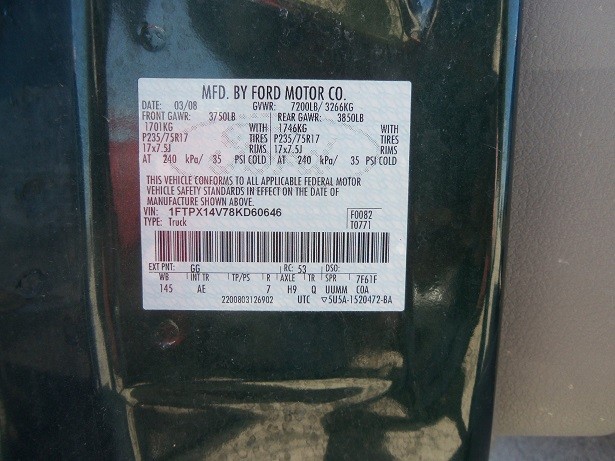 MFD. BY FORD MOTOR CO.
DATE: 03/08 GVWR: 7200LB/ 3266KG
FRONT GAWR: 3750LB REAR GAWR: 3850LB
1701KG WITH 1746KG WITH
P235/75R17 TIRES P235/75R17 TIRES
17x7.5J RIMS 17x7.5J RIMS
AT 240 kPa/ 35 PSI COLD AT 240 kPa/ 35 PSI COLD
THIS VEHICLE CONFORMS TO ALL APPLICABLE FEDERAL MOTOR
VEHICLE SAFETY STANDARDS IN EFFECT ON THE DATE OF
MANUFACTURE SHOWN ABOVE.
VIN: 1FTPX14V78KD60646 F0082
TYPE: Truck T0771
EXT PNT: GG RC: 53 DSO:
WB INT TR TP/PS R AXLE TR SPR 7F61F
145 AE 7 H9 Q UUMM COA
2200803126902 UTC ▽5U5A-1520472-BA